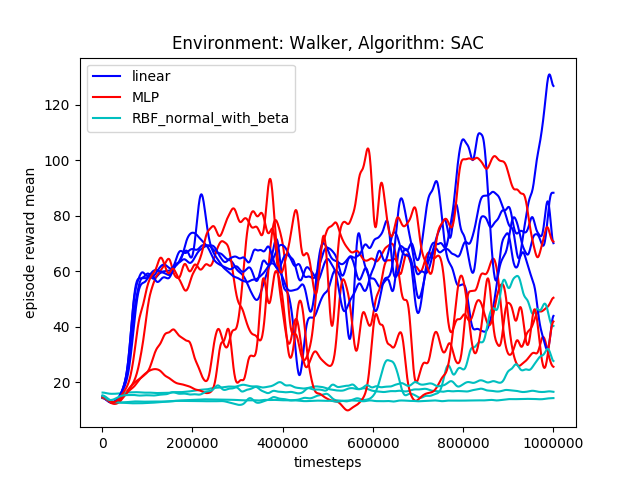 Environment: Walker, Algorithm: SAC
linear
MLP
RBF_normal_with_beta
episode reward mean
120
100
80
60
40
20
0
200000
400000
600000
800000
1000000
timesteps